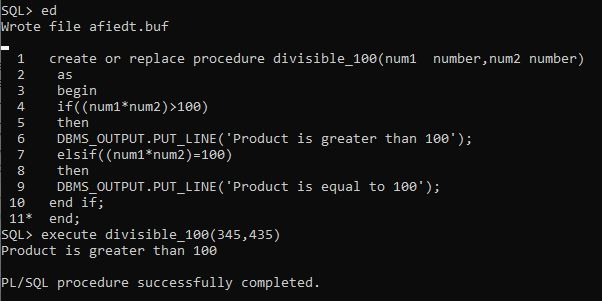 SQL> ed
Wrote file afiedt.buf
1 create or replace procedure divisible_100(num1 number,num2 number)
2 as
3 begin
4 if((num1*num2)>100)
5 then
6 DBMS_OUTPUT.PUT_LINE('Product is greater than 100');
7 elsif((num1*num2)=100)
8 then
9 DBMS_OUTPUT.PUT_LINE('Product is equal to 100');
10 end if;
11* end;
SQL> execute divisible_100(345,435)
Product is greater than 100
PL/SQL procedure successfully completed.